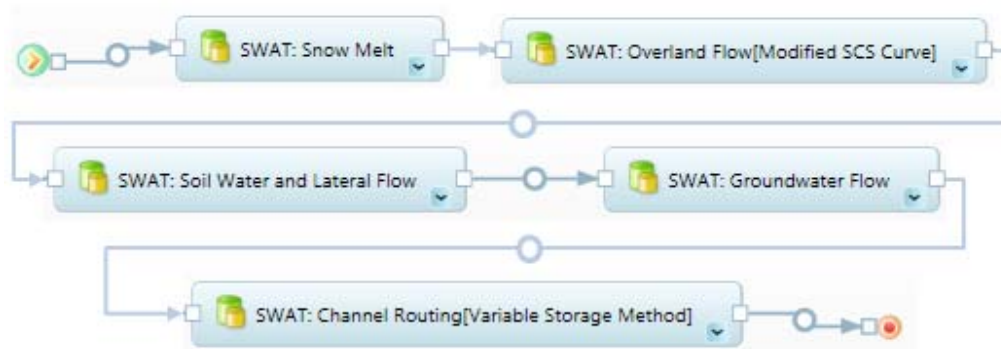 SWAT: Snow Melt
SWAT: Overland Flow[Modified SCS Curve]
SWAT: Soil Water and Lateral Flow
SWAT: Groundwater Flow
SWAT: Channel Routing[Variable Storage Method]